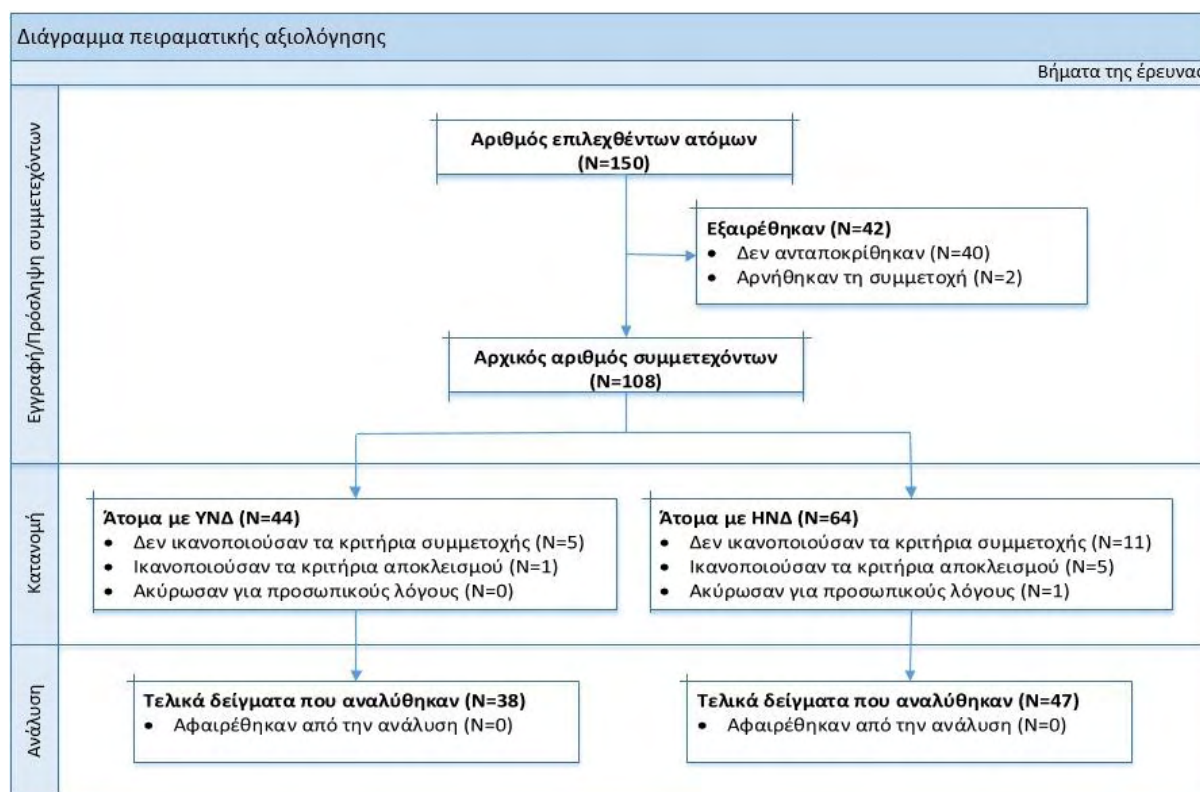 Διάγραμμα πειραματικής αξιολόγησης
Βήματα της έρευνας
Εγγραφή/Πρόσληψη συμμετεχόντων
Αριθμός επιλεχθέντων ατόμων
(N=150)
Εξαιρέθηκαν (N=42)
• Δεν ανταποκρίθηκαν (N=40)
• Αρνήθηκαν τη συμμετοχή (N=2)
Αρχικός αριθμός συμμετεχόντων
(N=108)
Κατανομή
Άτομα με ΥΝΔ (N=44)
• Δεν ικανοποιούσαν τα κριτήρια συμμετοχής (N=5)
• Ικανοποιούσαν τα κριτήρια αποκλεισμού (N=1)
• Ακύρωσαν για προσωπικούς λόγους (N=0)
Άτομα με ΗΝΔ (N=64)
• Δεν ικανοποιούσαν τα κριτήρια συμμετοχής (N=11)
• Ικανοποιούσαν τα κριτήρια αποκλεισμού (N=5)
• Ακύρωσαν για προσωπικούς λόγους (N=1)
Ανάλυση
Τελικά δείγματα που αναλύθηκαν (N=38)
• Αφαιρέθηκαν από την ανάλυση (N=0)
Τελικά δείγματα που αναλύθηκαν (N=47)
• Αφαιρέθηκαν από την ανάλυση (N=0)